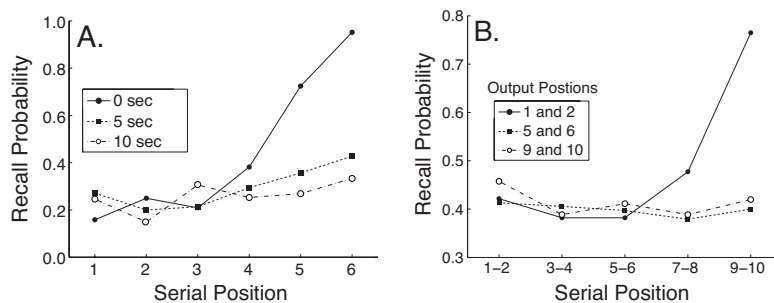 A.
Recall Probability
1.0
0.8
0.6
0.4
0.2
0.0
0 sec
5 sec
10 sec
1 2 3 4 5 6
Serial Position
B.
Recall Probability
0.8
0.7
0.6
0.5
0.4
0.3
Output Postions
1 and 2
5 and 6
9 and 10
1–2 3–4 5–6 7–8 9–10
Serial Position